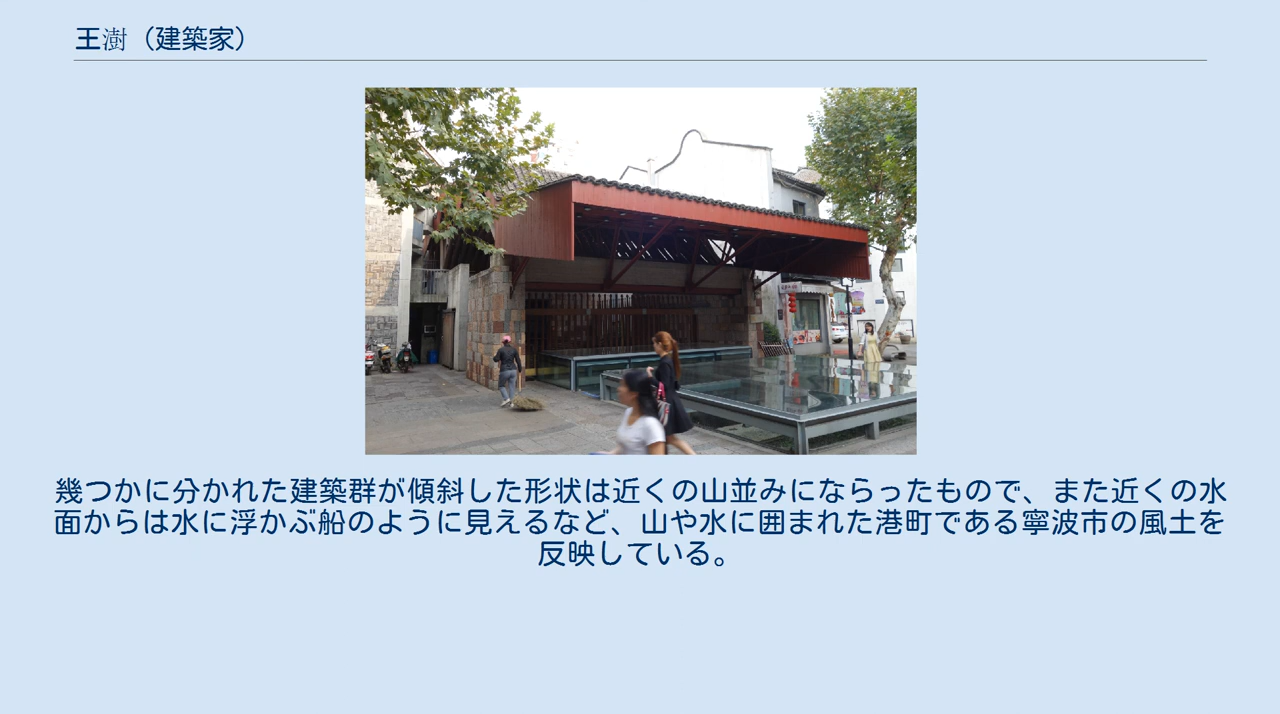 王澍（建築家）
幾つかに分かれた建築群が傾斜した形状は近くの山並みにならったもので、また近くの水
面からは水に浮かぶ船のように見えるなど、山や水に囲まれた港町である寧波市の風土を
反映している。